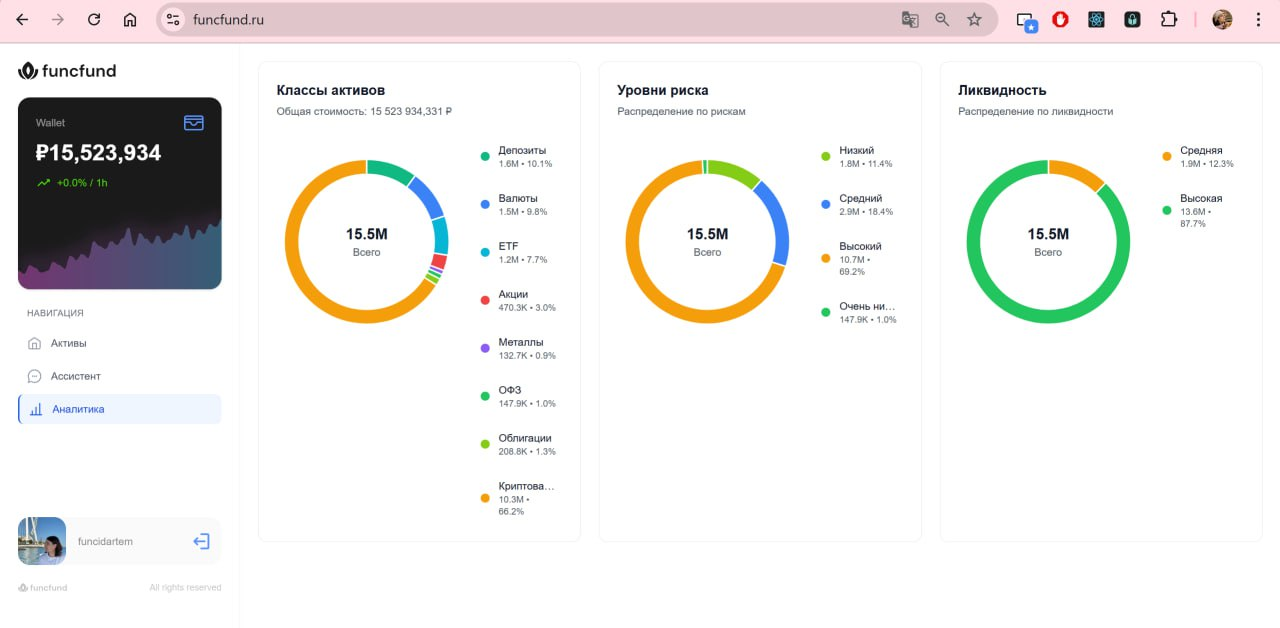 funcfund.ru
funcfund
Wallet
₽15,523,934
+0.0% / 1h
НАВИГАЦИЯ
Активы
Ассистент
Аналитика
funcidartem
funcfund
All rights reserved
Классы активов
Общая стоимость: 15 523 934,331 ₽
15.5M
Всего
Депозиты
1.6M • 10.1%
Валюты
1.5M • 9.8%
ETF
1.2M • 7.7%
Акции
470.3K • 3.0%
Металлы
132.7K • 0.9%
ОФЗ
147.9K • 1.0%
Облигации
208.8K • 1.3%
Криптова...
10.3M •
66.2%
Уровни риска
Распределение по рискам
15.5M
Всего
Низкий
1.8M • 11.4%
Средний
2.9M • 18.4%
Высокий
10.7M •
69.2%
Очень ни...
147.9K • 1.0%
Ликвидность
Распределение по ликвидности
15.5M
Всего
Средняя
1.9M • 12.3%
Высокая
13.6M •
87.7%